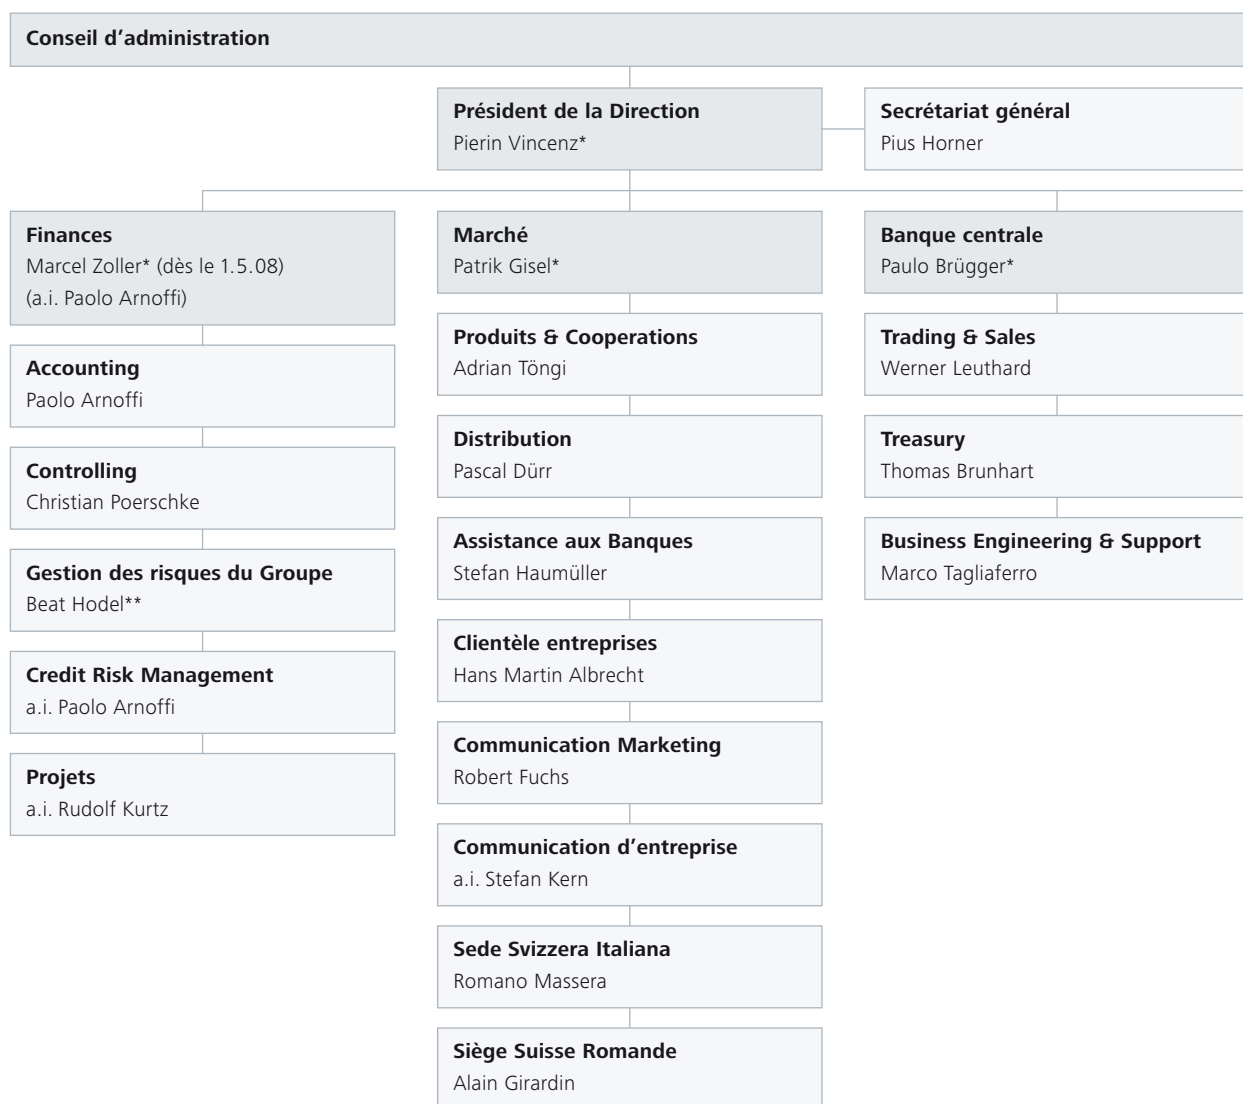 Conseil d’administration
Président de la Direction
Pierin Vincenz*
Secrétariat général
Pius Horner
Finances
Marcel Zoller* (dès le 1.5.08)
(a.i. Paolo Arnoffi)
Accounting
Paolo Arnoffi
Controlling
Christian Poerschke
Gestion des risques du Groupe
Beat Hodel**
Credit Risk Management
a.i. Paolo Arnoffi
Projets
a.i. Rudolf Kurtz
Marché
Patrik Gisel*
Produits & Cooperations
Adrian Töngi
Distribution
Pascal Dürr
Assistance aux Banques
Stefan Haumüller
Clientèle entreprises
Hans Martin Albrecht
Communication Marketing
Robert Fuchs
Communication d’entreprise
a.i. Stefan Kern
Sede Svizzera Italiana
Romano Massera
Siège Suisse Romande
Alain Girardin
Banque centrale
Paulo Brügger*
Trading & Sales
Werner Leuthard
Treasury
Thomas Brunhart
Business Engineering & Support
Marco Tagliaferro